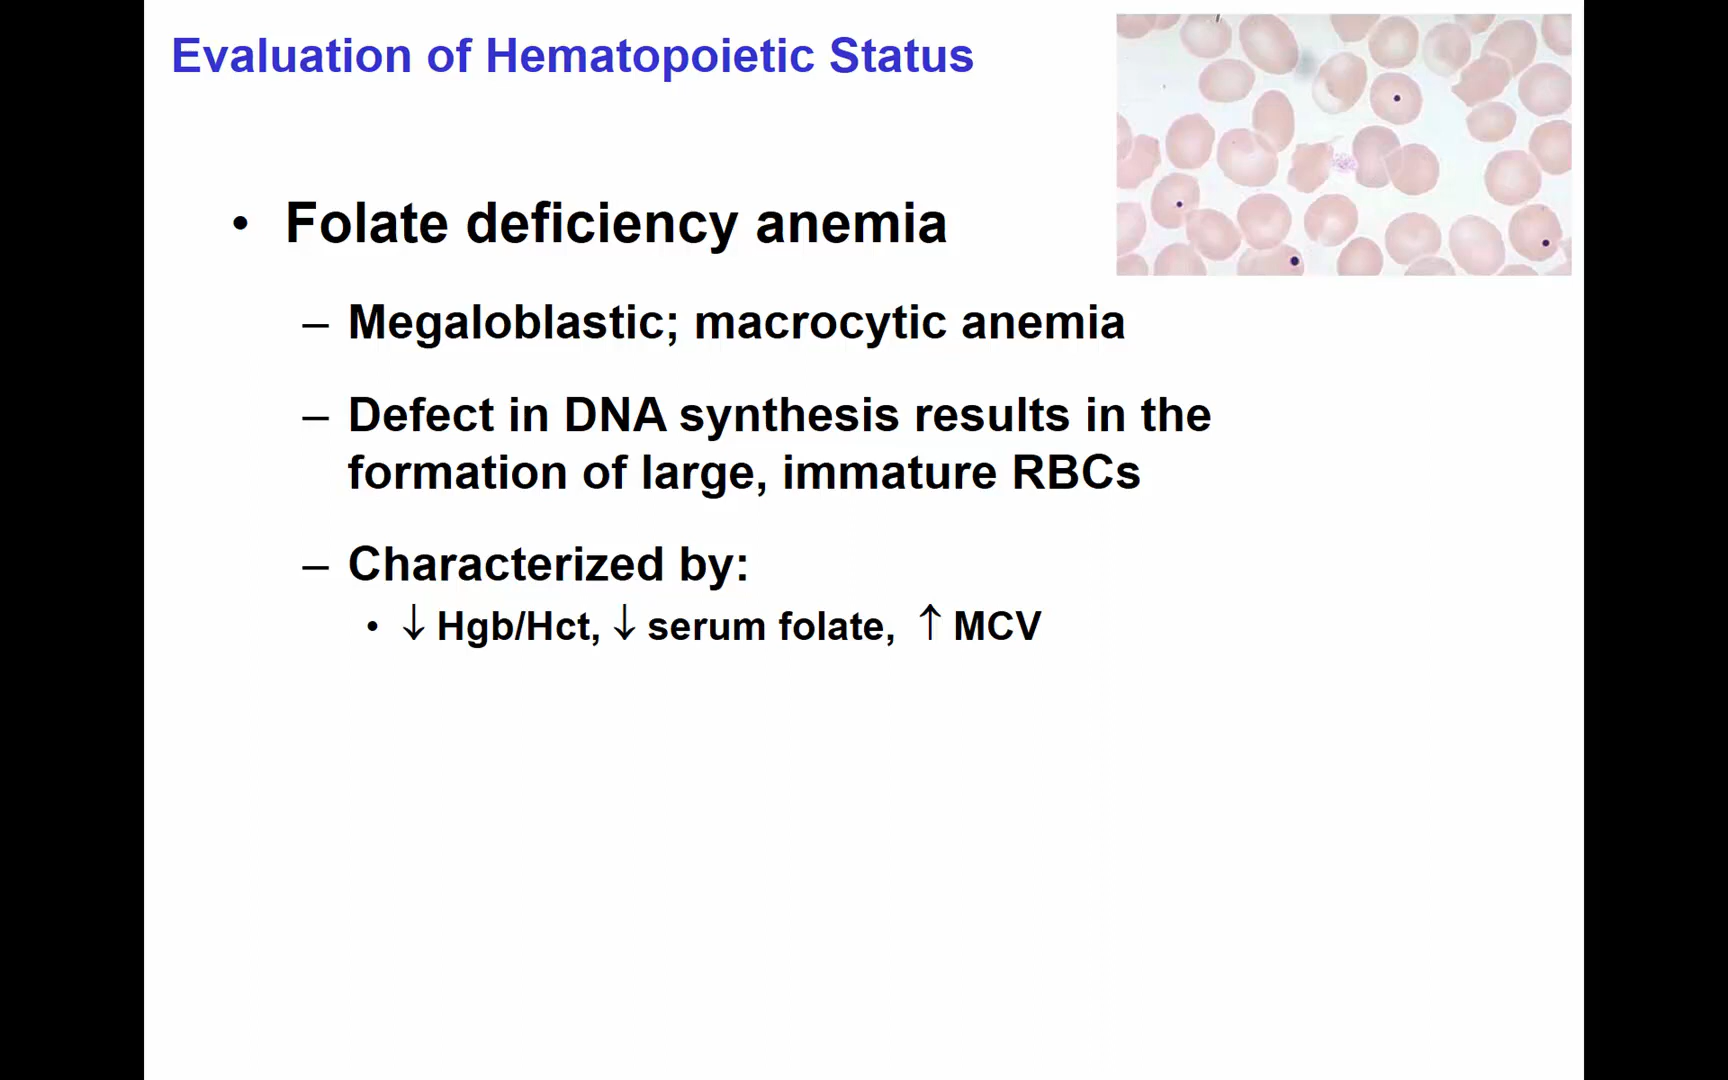 Evaluation of Hematopoietic Status
• Folate deficiency anemia
– Megaloblastic; macrocytic anemia
– Defect in DNA synthesis results in the
formation of large, immature RBCs
– Characterized by:
• ↓ Hgb/Hct, ↓ serum folate, ↑ MCV